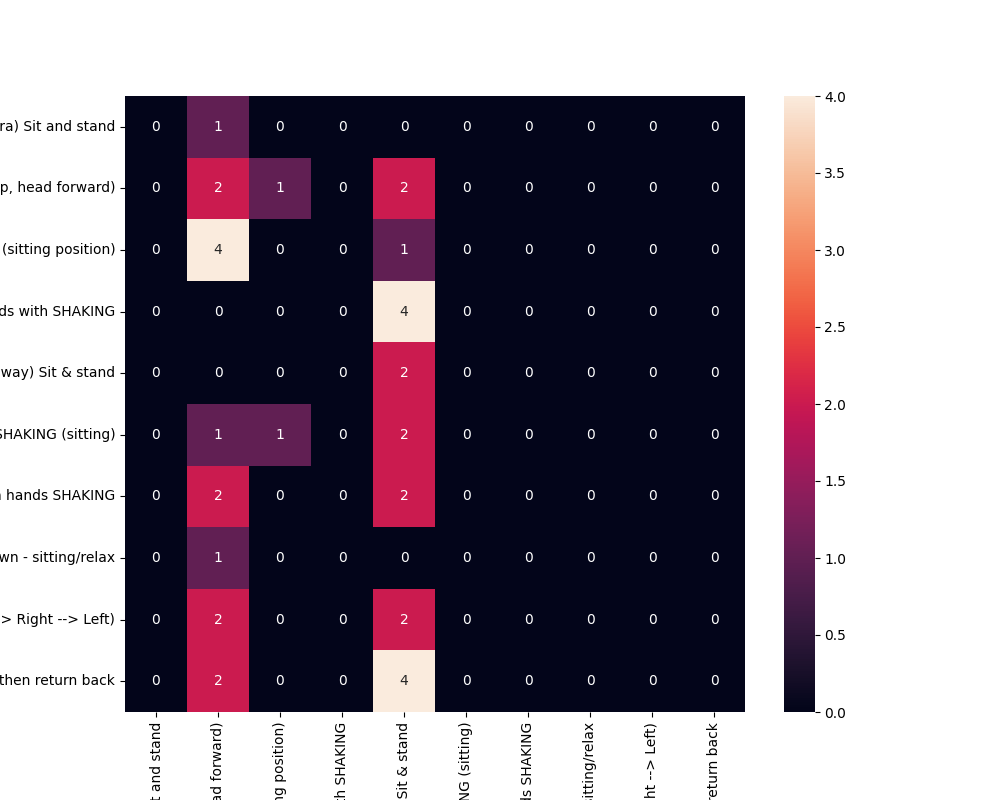 ra) Sit and stand 0 1 0 0 0 0 0 0 0 0
p, head forward) 0 2 1 0 2 0 0 0 0 0
(sitting position) 0 4 0 0 1 0 0 0 0 0
ds with SHAKING 0 0 0 0 4 0 0 0 0 0
way) Sit & stand 0 0 0 0 2 0 0 0 0 0
SHAKING (sitting) 0 1 1 0 2 0 0 0 0 0
hands SHAKING 0 2 0 0 2 0 0 0 0 0
wn - sitting/relax 0 1 0 0 0 0 0 0 0 0
> Right --> Left) 0 2 0 0 2 0 0 0 0 0
then return back 0 2 0 0 4 0 0 0 0 0
t and stand
ad forward)
ng position)
th SHAKING
Sit & stand
NG (sitting)
ds SHAKING
sitting/relax
ht --> Left)
return back
4.0
3.5
3.0
2.5
2.0
1.5
1.0
0.5
0.0